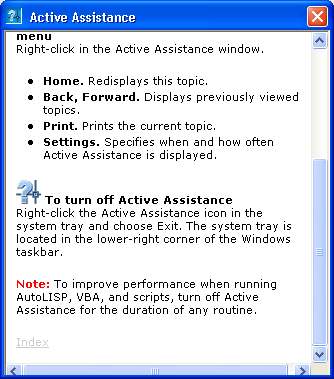 Active Assistance
menu
Right-click in the Active Assistance window.
Home. Redisplays this topic.
Back, Forward. Displays previously viewed
topics.
Print. Prints the current topic.
Settings. Specifies when and how often
Active Assistance is displayed.
To turn off Active Assistance
Right-click the Active Assistance icon in the
system tray and choose Exit. The system tray is
located in the lower-right corner of the Windows
taskbar.
Note: To improve performance when running
AutoLISP, VBA, and scripts, turn off Active
Assistance for the duration of any routine.
Index